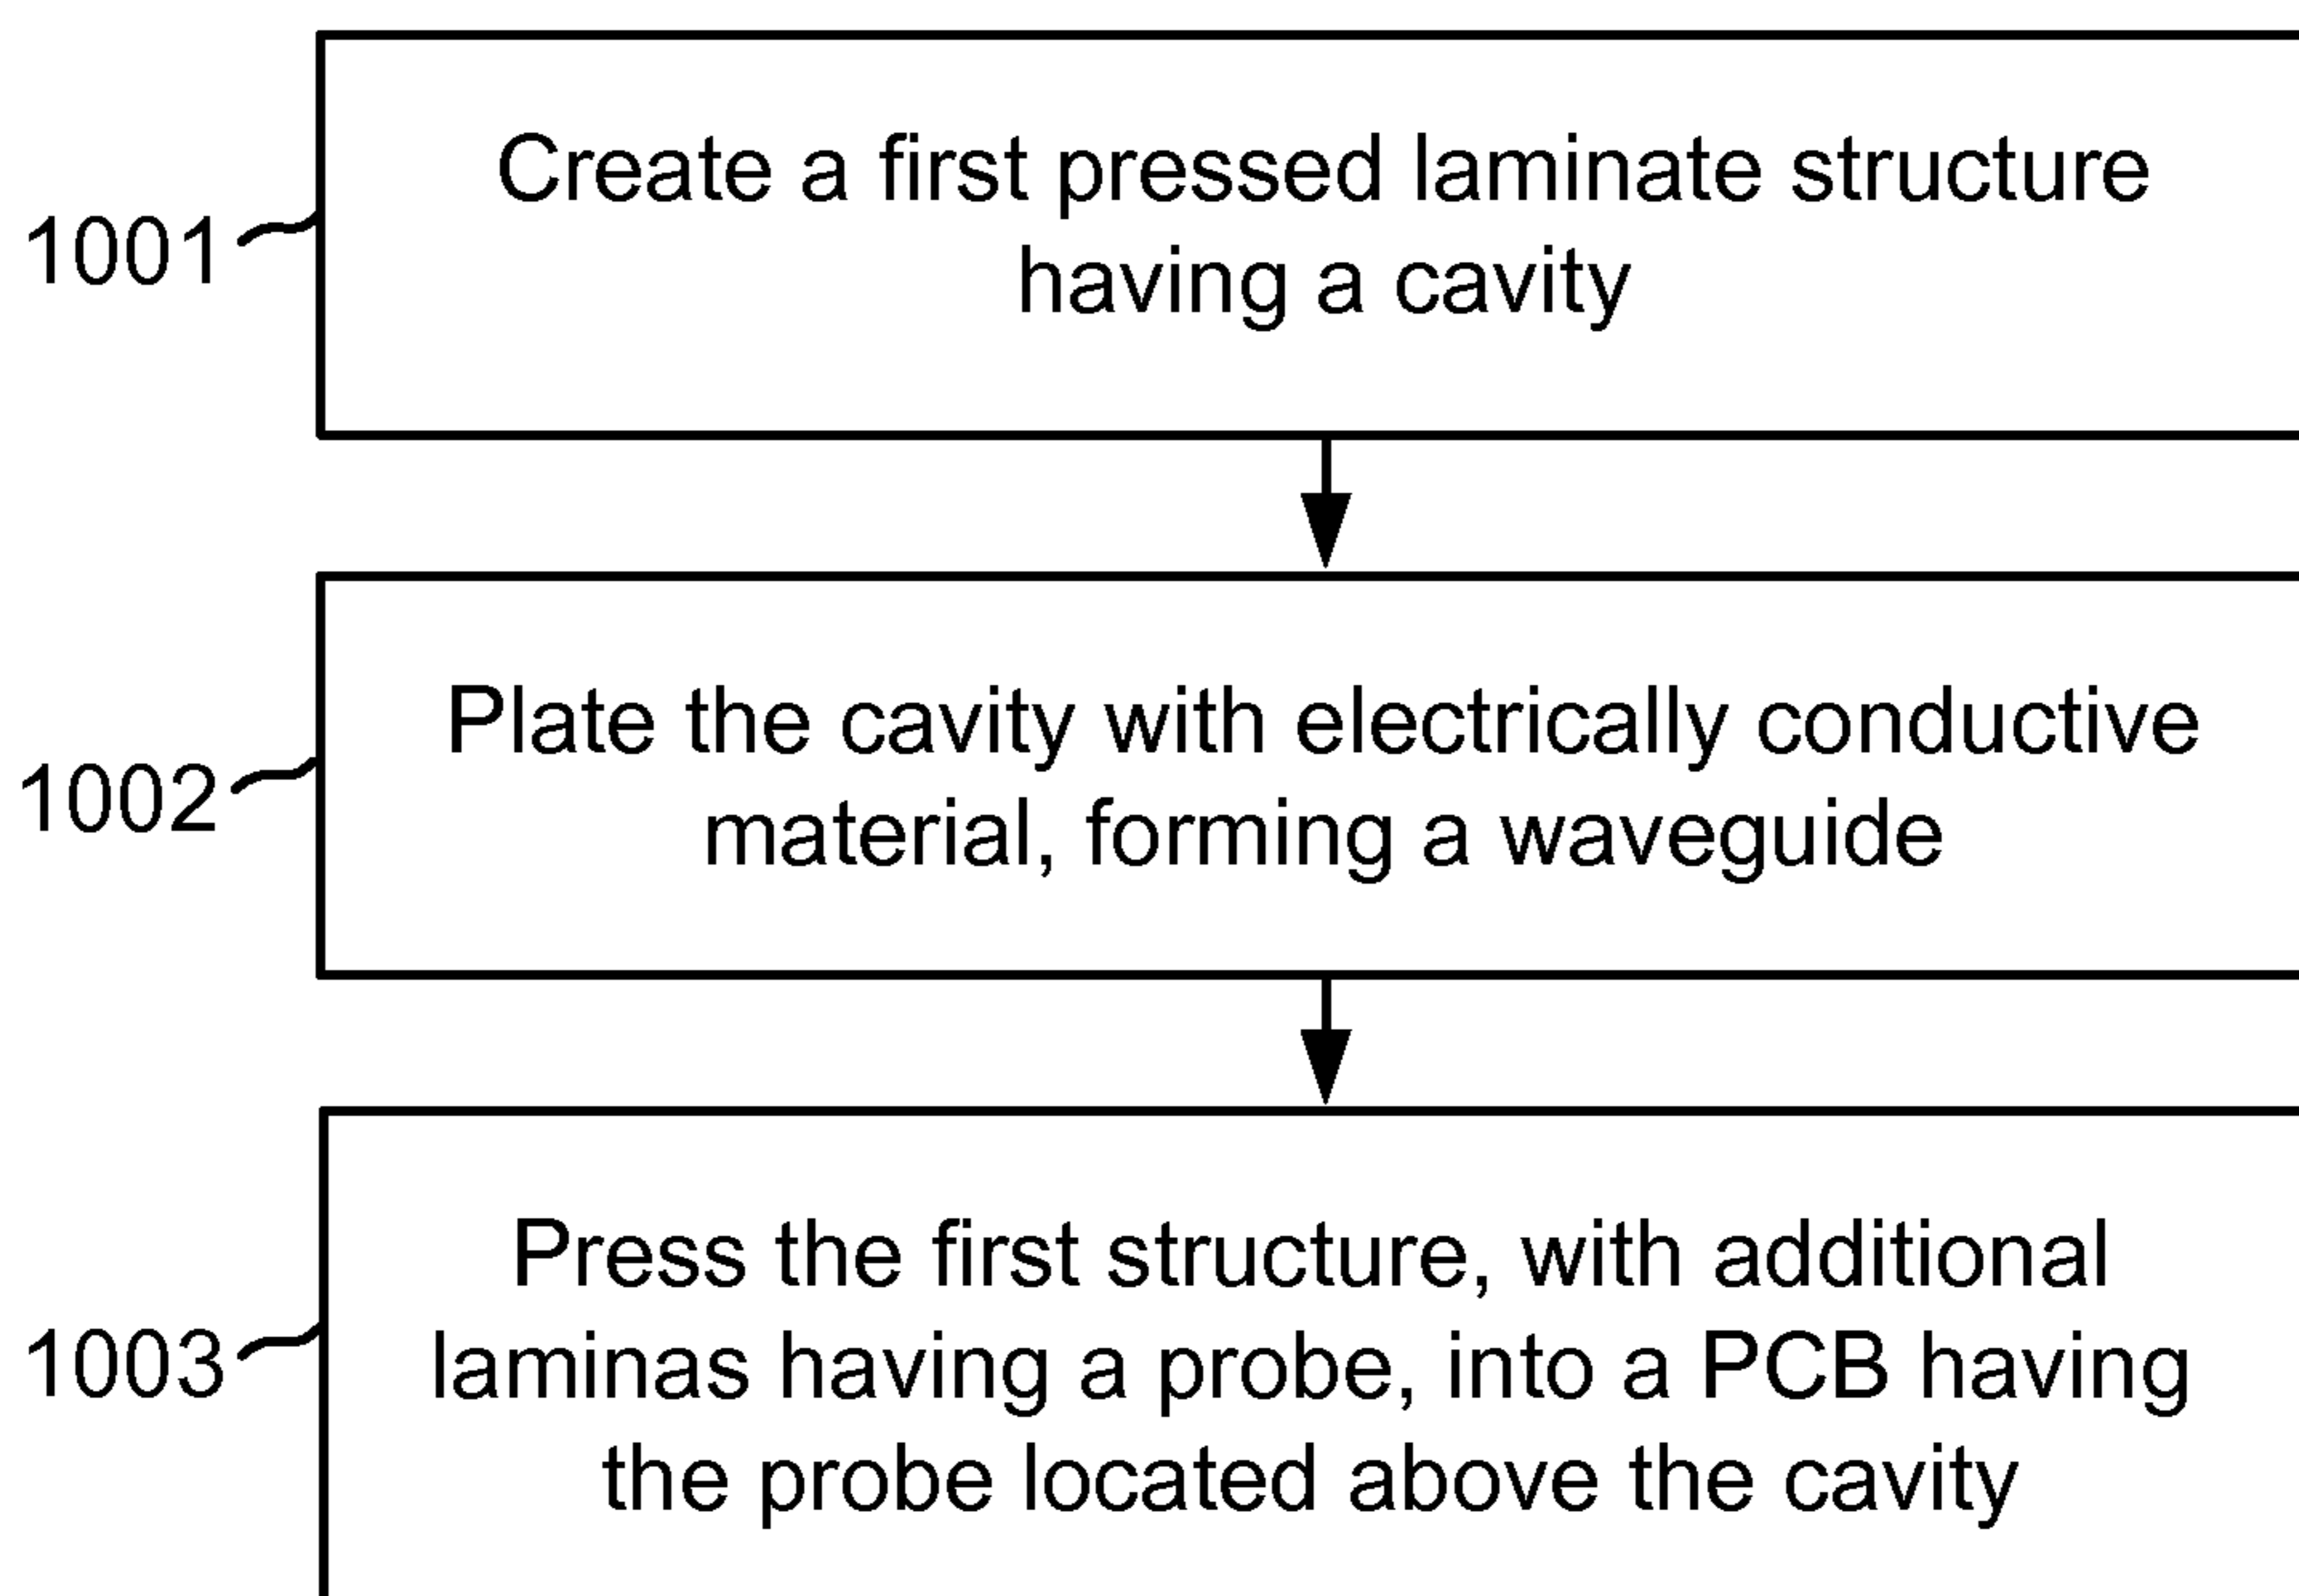 Create a first pressed laminate structure
having a cavity
1001
Plate the cavity with electrically conductive
material, forming a waveguide
1002
Press the first structure, with additional
laminas having a probe, into a PCB having
the probe located above the cavity
1003